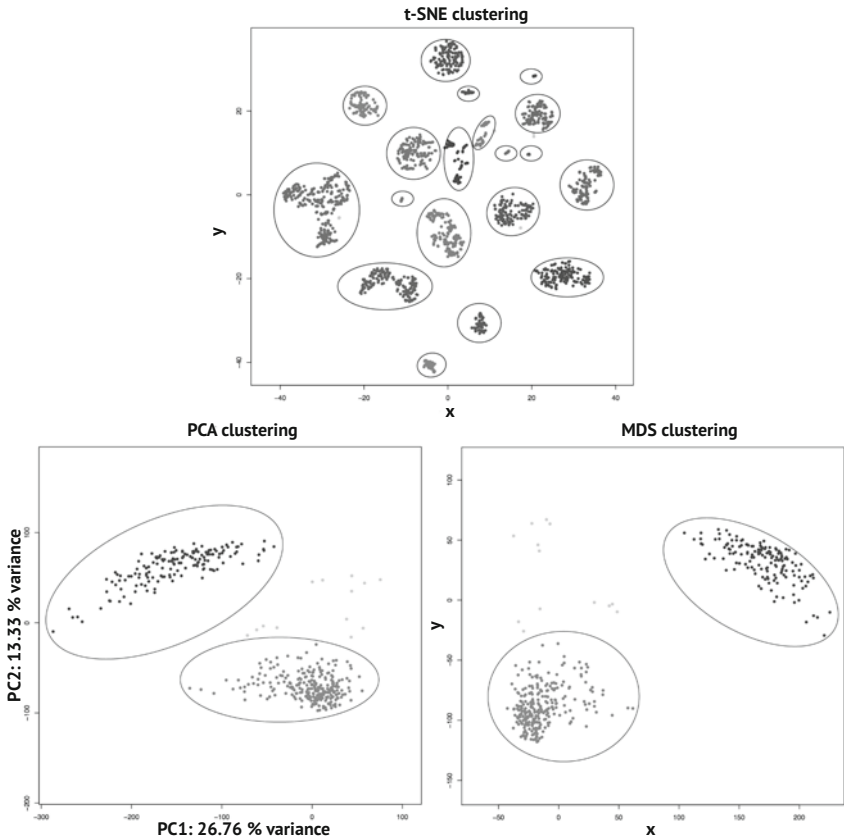 t-SNE clustering
20
0
-20
-40
y
-40 -20 0 20 40
x
PCA clustering
100
0
-100
-200
PC2: 13.33 % variance
-300 -200 -100 0 100
PC1: 26.76 % variance
MDS clustering
100
50
0
-50
-100
-150
y
-50 0 50 100 150 200
x